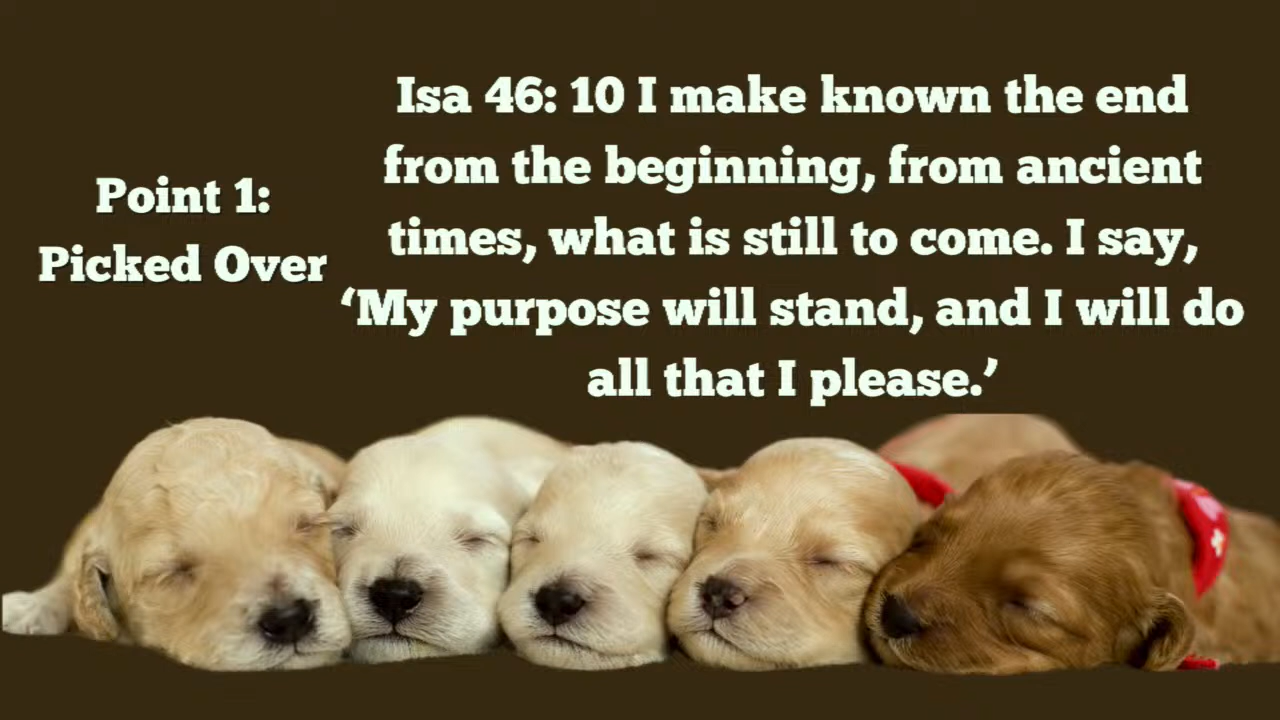 Point 1:
Picked Over
Isa 46: 10 I make known the end
from the beginning, from ancient
times, what is still to come. I say,
‘My purpose will stand, and I will do
all that I please.’